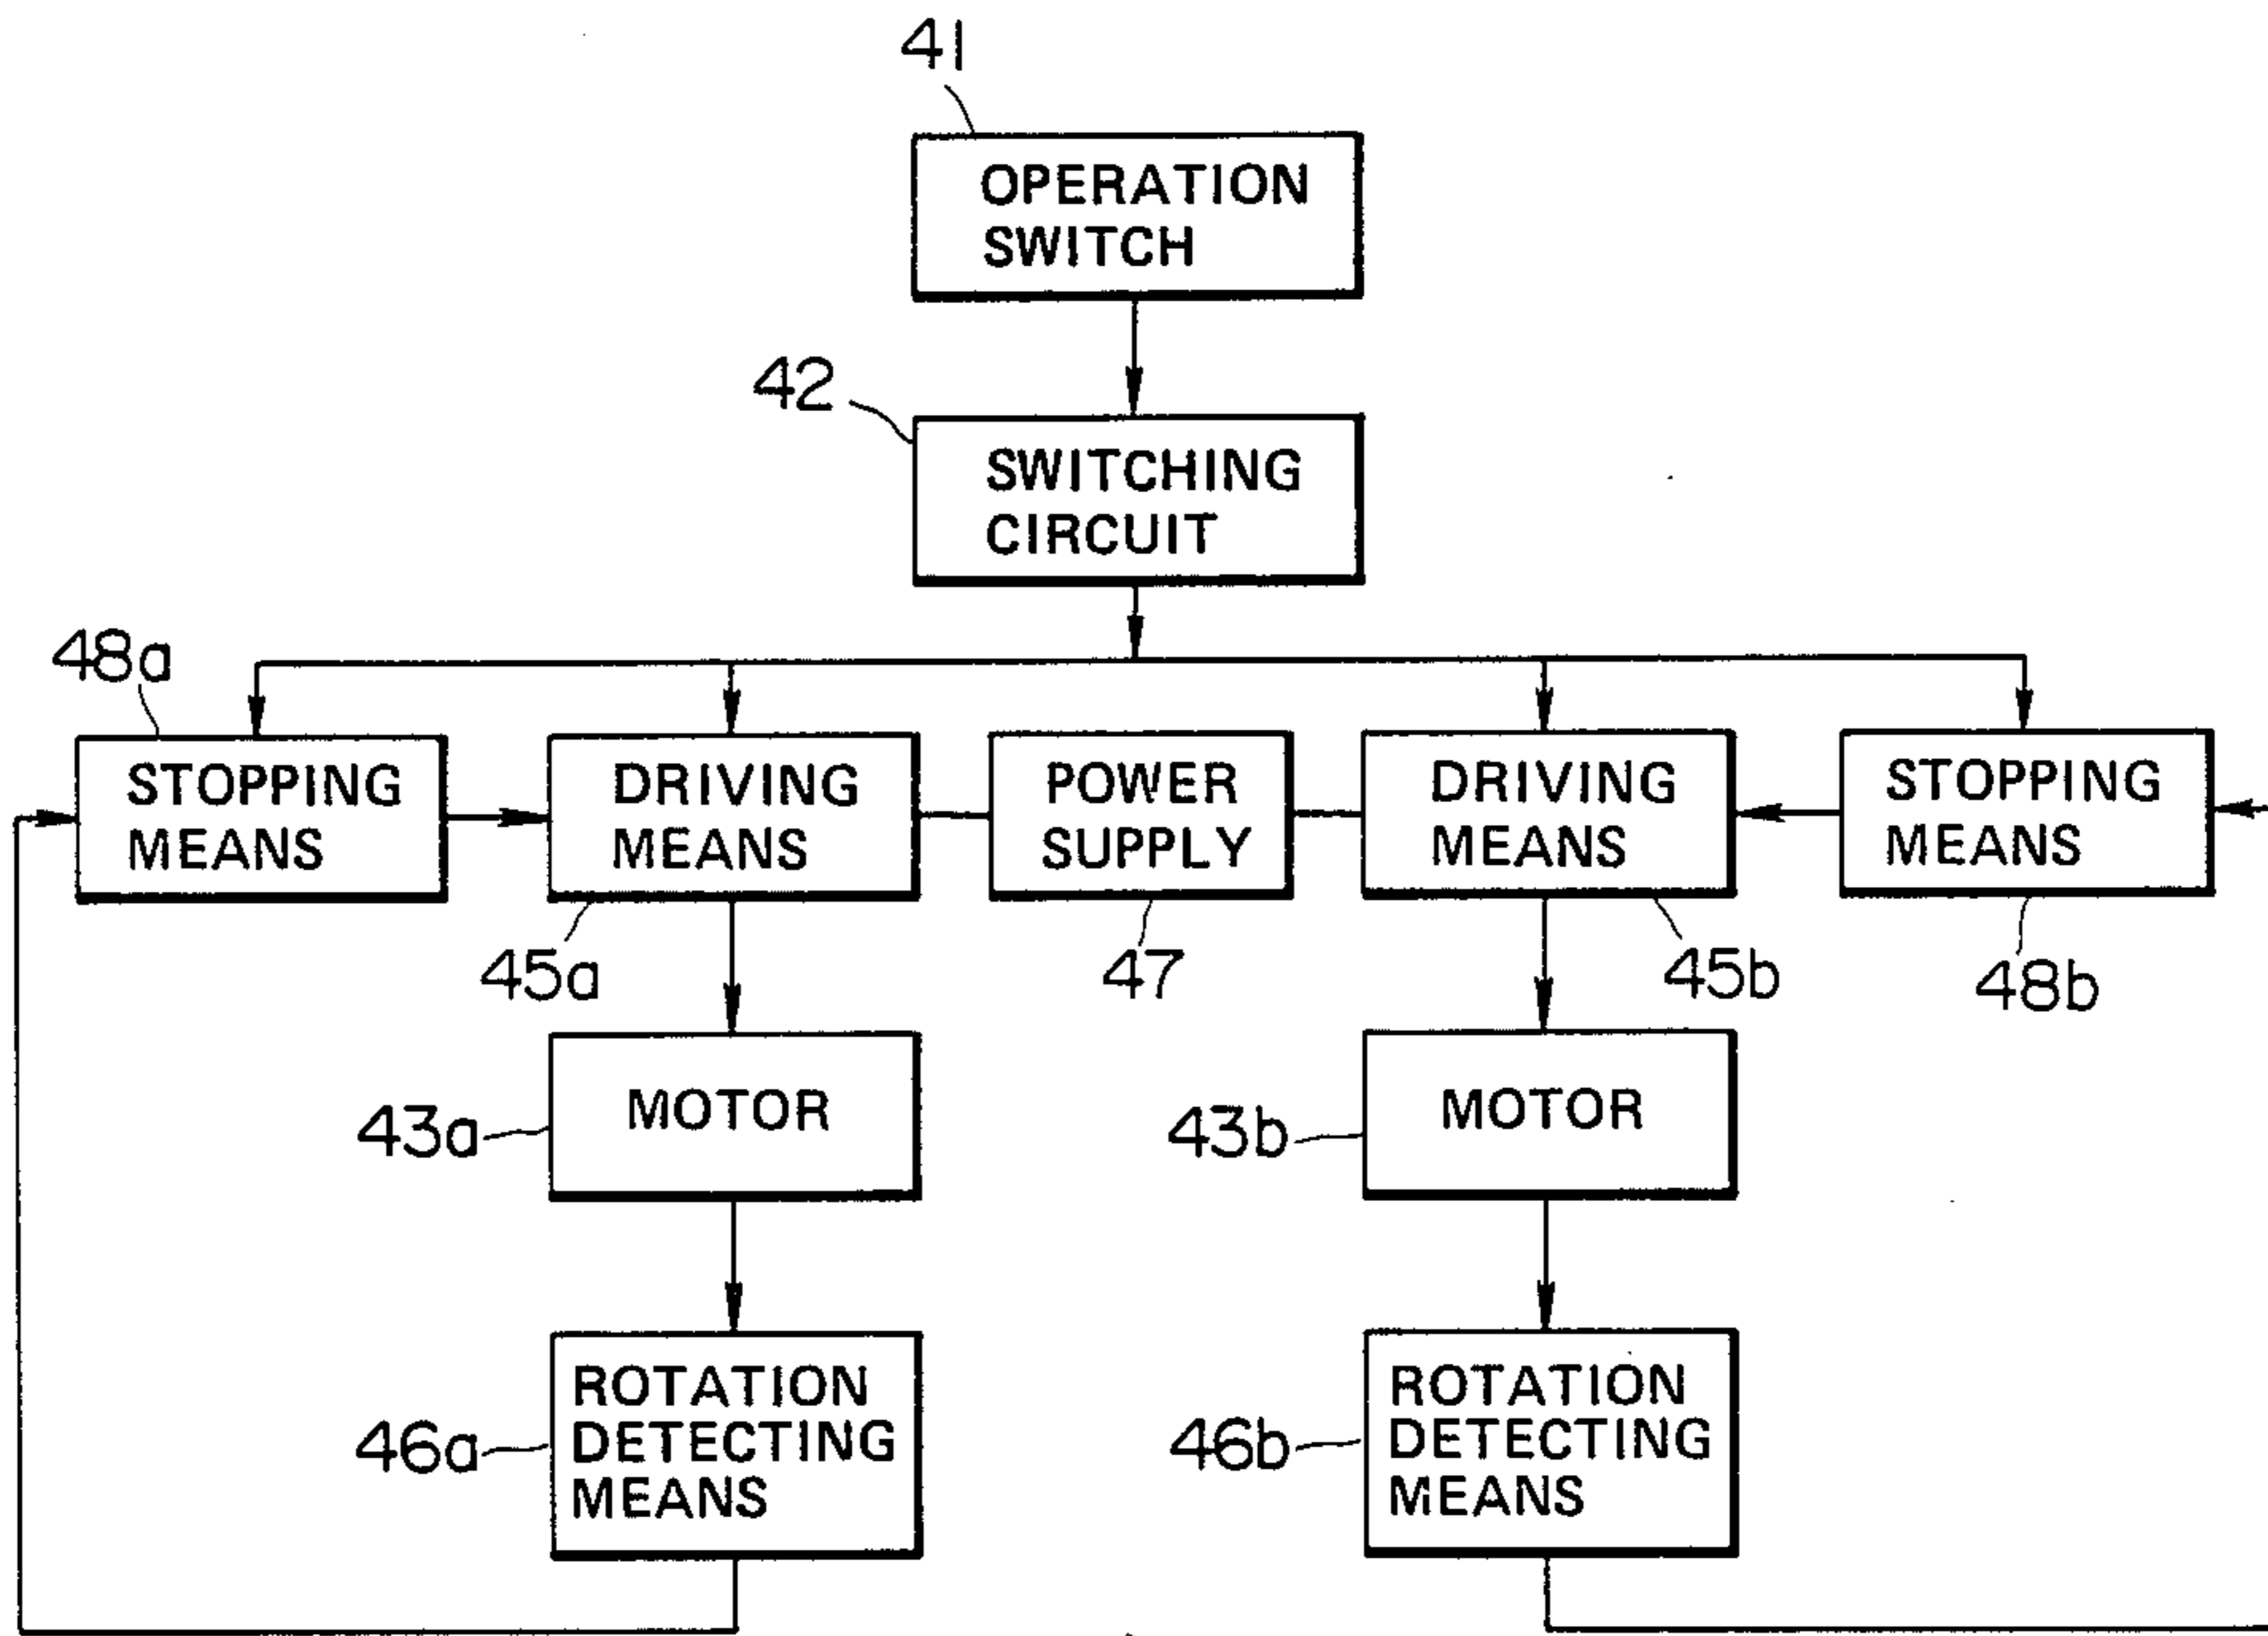 41
OPERATION
SWITCH
42
SWITCHING
CIRCUIT
48a
STOPPING
MEANS
DRIVING
MEANS
POWER
SUPPLY
DRIVING
MEANS
STOPPING
MEANS
45a
47
45b
48b
43a
MOTOR
43b
MOTOR
46a
ROTATION
DETECTING
MEANS
46b
ROTATION
DETECTING
MEANS